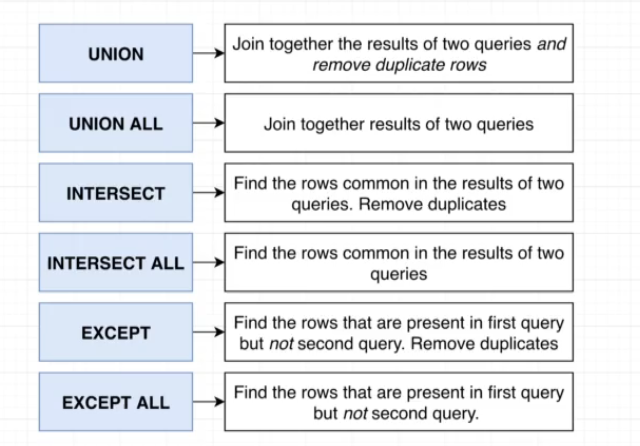 UNION
Join together the results of two queries and
remove duplicate rows
UNION ALL
Join together results of two queries
INTERSECT
Find the rows common in the results of two
queries. Remove duplicates
INTERSECT ALL
Find the rows common in the results of two
queries
EXCEPT
Find the rows that are present in first query
but not second query. Remove duplicates
EXCEPT ALL
Find the rows that are present in first query
but not second query.